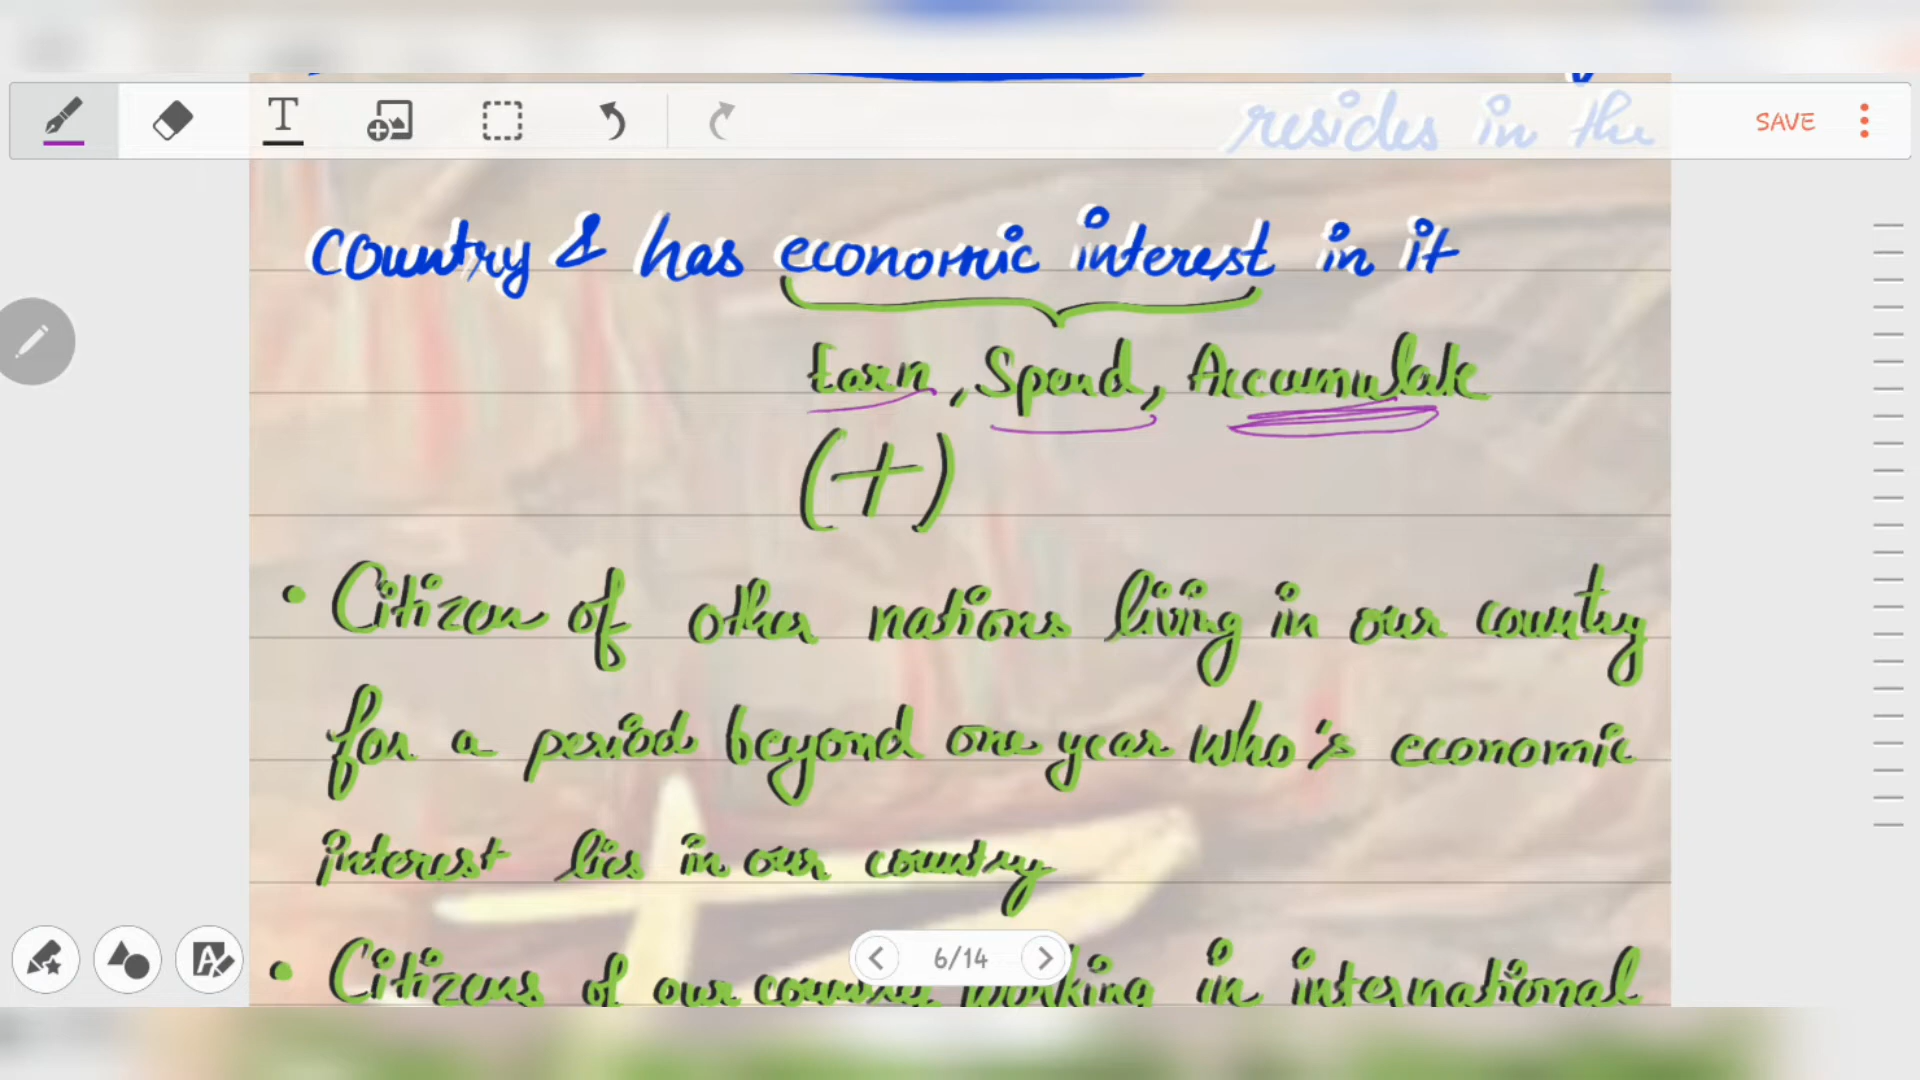 T
SAVE
resides in the
country & has economic interest in it
Earn, Spend, Accumulate
(+)
• Citizen of other nations living in our country
for a period beyond one year who's economic
interest lies in our country
6/14
• Citizens of our country working in international